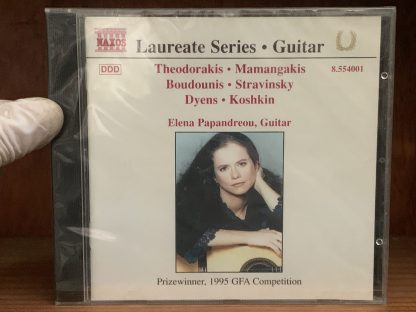 NAXOS
Laureate Series • Guitar
DDD
Theodorakis • Mamangakis
8.554001
Boudounis • Stravinsky
Dyens • Koshkin
Elena Papandreou, Guitar
Prizewinner, 1995 GFA Competition